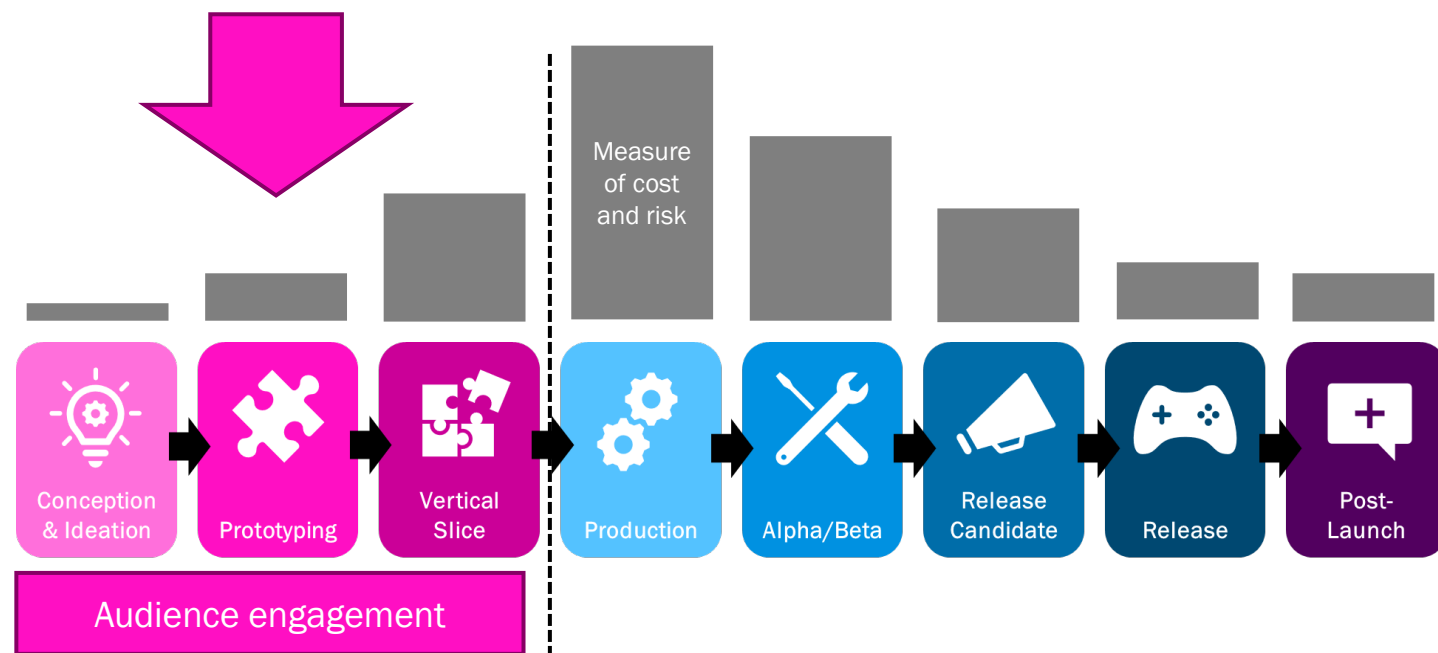 Measure
of cost
and risk
Conception
& Ideation
Prototyping
Vertical
Slice
Production
Alpha/Beta
Release
Candidate
Release
Post-
Launch
Audience engagement